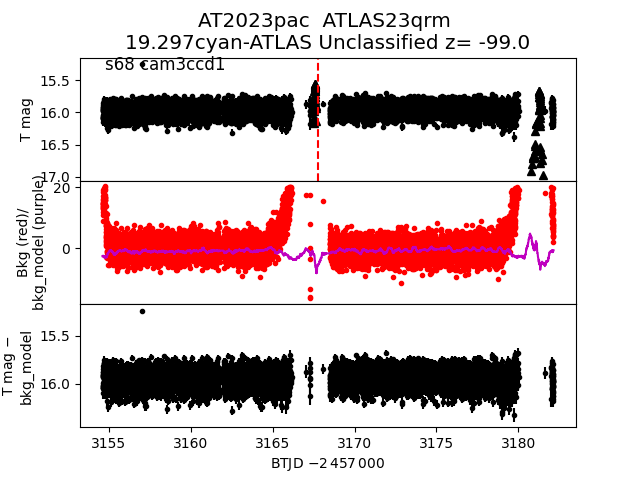 AT2023pac  ATLAS23qrm
19.297cyan-ATLAS Unclassified z= -99.0
s68 cam3ccd1
15.5
16.0
16.5
17.0
T mag
20
0
Bkg (red)/
bkg_model (purple)
15.5
16.0
T mag −
bkg_model
3155 3160 3165 3170 3175 3180
BTJD −2 457 000